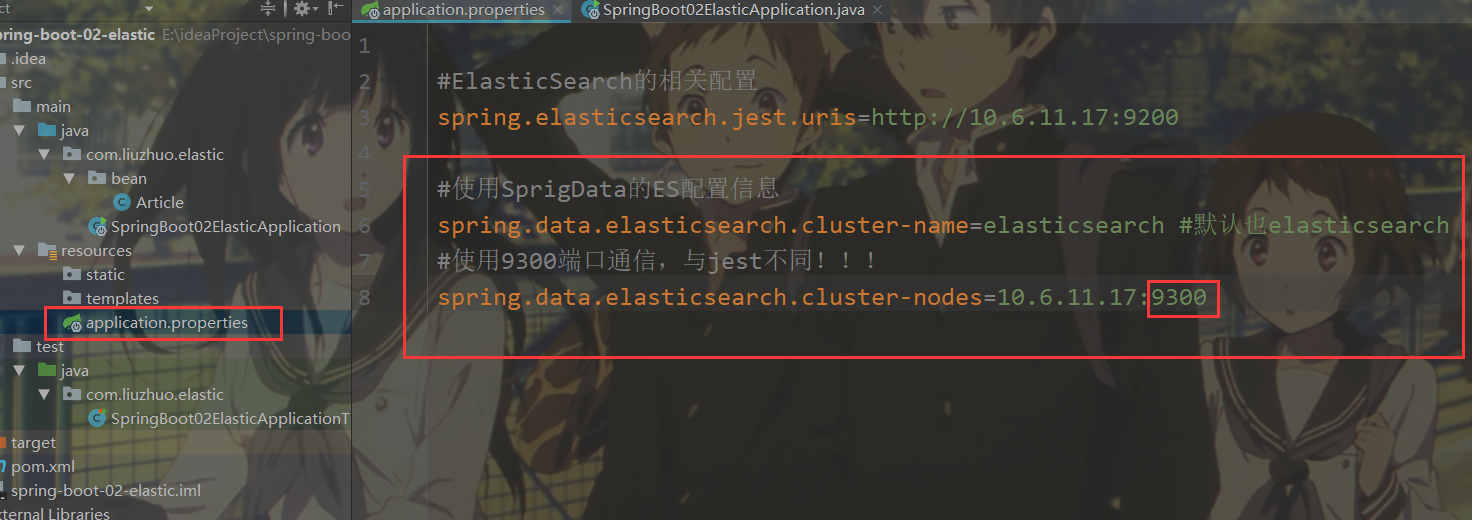 ct
pring-boot-02-elastic E:\ideaProject\spring-boo
.idea
src
main
java
com.liuzhuo.elastic
bean
Article
SpringBoot02ElasticApplication
resources
static
templates
application.properties
test
java
com.liuzhuo.elastic
SpringBoot02ElasticApplicationT
target
pom.xml
spring-boot-02-elastic.iml
xternal Libraries
application.properties
SpringBoot02ElasticApplication.java
1
2 #ElasticSearch的相关配置
3 spring.elasticsearch.jest.uris=http://10.6.11.17:9200
4
5 #使用SprigData的ES配置信息
6 spring.data.elasticsearch.cluster-name=elasticsearch #默认也elasticsearch
7 #使用9300端口通信，与jest不同！！！
8 spring.data.elasticsearch.cluster-nodes=10.6.11.17:9300